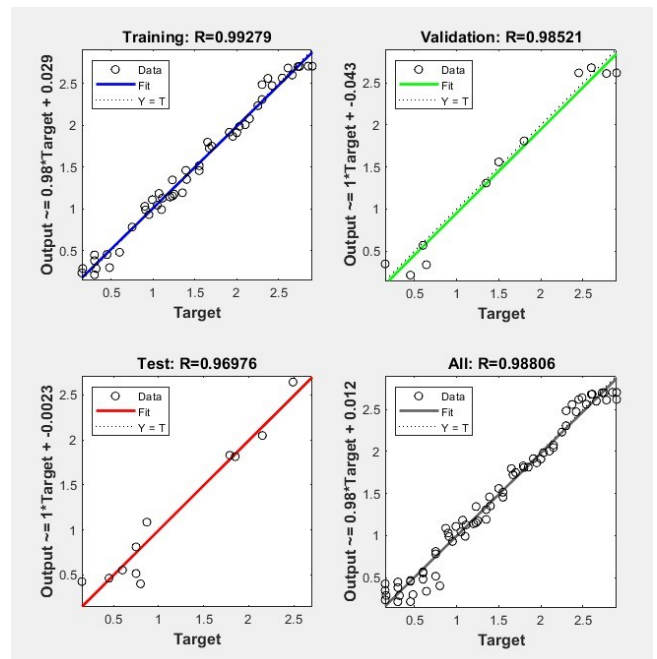 Training: R=0.99279
Output ~= 0.98*Target + 0.029
Data
Fit
Y = T
2.5
2
1.5
1
0.5
0.5 1 1.5 2 2.5
Target
Validation: R=0.98521
Output ~= 1*Target + -0.043
Data
Fit
Y = T
2.5
2
1.5
1
0.5
0.5 1 1.5 2 2.5
Target
Test: R=0.96976
Output ~= 1*Target + -0.0023
Data
Fit
Y = T
2.5
2
1.5
1
0.5
0.5 1 1.5 2 2.5
Target
All: R=0.98806
Output ~= 0.98*Target + 0.012
Data
Fit
Y = T
2.5
2
1.5
1
0.5
0.5 1 1.5 2 2.5
Target